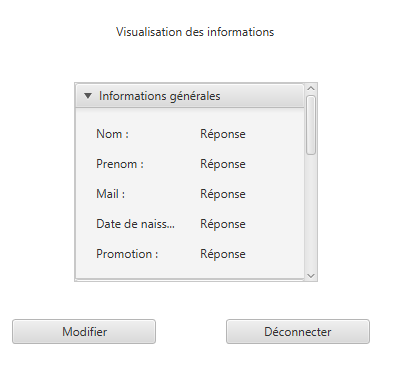 Visualisation des informations
Informations générales
Nom : Réponse
Prenom : Réponse
Mail : Réponse
Date de naiss... Réponse
Promotion : Réponse
Modifier Déconnecter